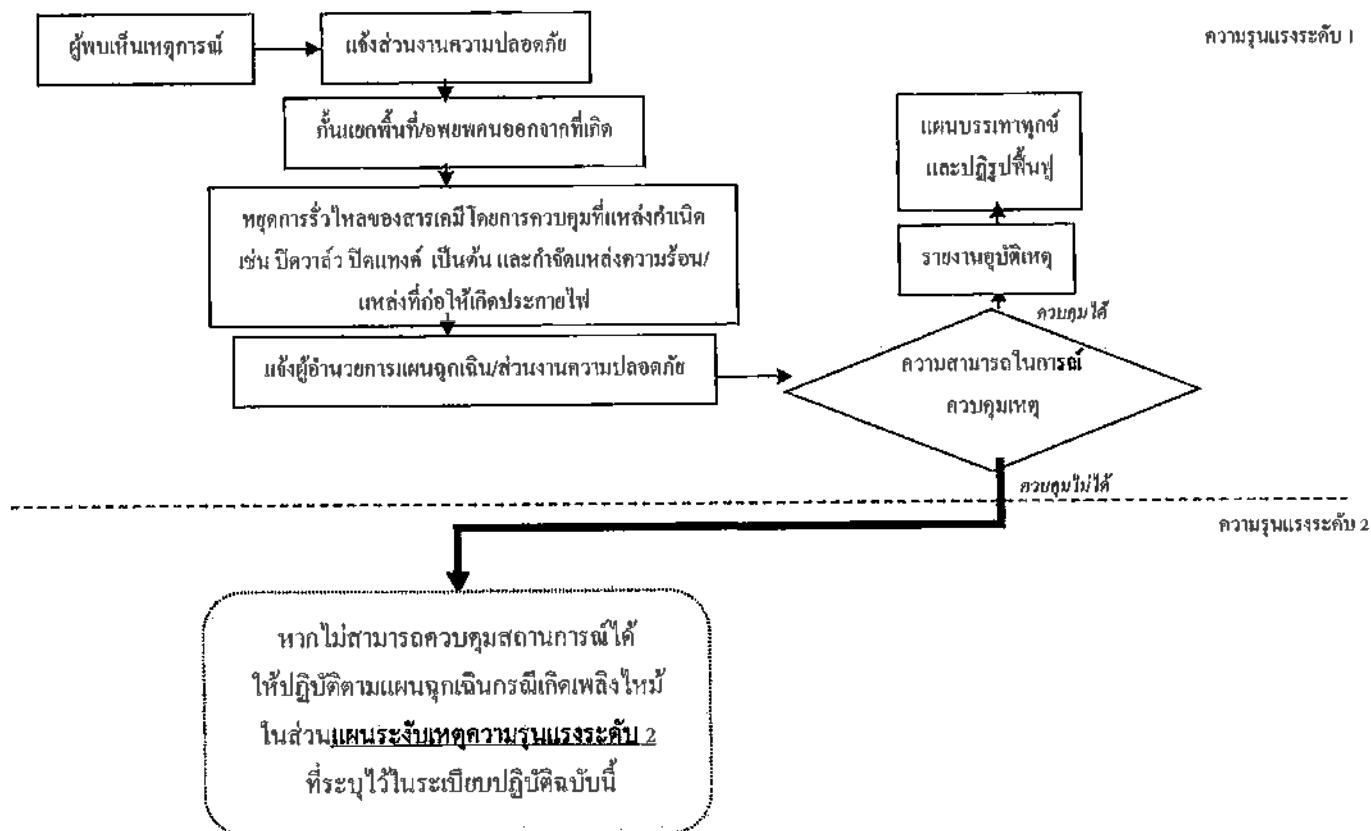 ผู้พบเห็นเหตุการณ์
แจ้งส่วนงานความปลอดภัย
ความรุนแรงระดับ 1
กั้นแยกพื้นที่/อพยพคนออกจากที่เกิด
แผนบรรเทาทุกข์
และปฏิรูปฟื้นฟู
หยุดการรั่วไหลของสารเคมี โดยการควบคุมที่แหล่งกำเนิด
เช่น ปิดวาล์ว ปิดแทงค์ เป็นต้น และกำจัดแหล่งความร้อน/
แหล่งที่ก่อให้เกิดประกายไฟ
รายงานอุบัติเหตุ
ควบคุมได้
แจ้งผู้อำนวยการแผนฉุกเฉิน/ส่วนงานความปลอดภัย
ความสามารถในการณ์
ควบคุมเหตุ
ควบคุมไม่ได้
ความรุนแรงระดับ 2
หากไม่สามารถควบคุมสถานการณ์ได้
ให้ปฏิบัติตามแผนฉุกเฉินกรณีเกิดเพลิงไหม้
ในส่วนแผนระงับเหตุความรุนแรงระดับ 2
ที่ระบุไว้ในระเบียบปฏิบัติฉบับนี้